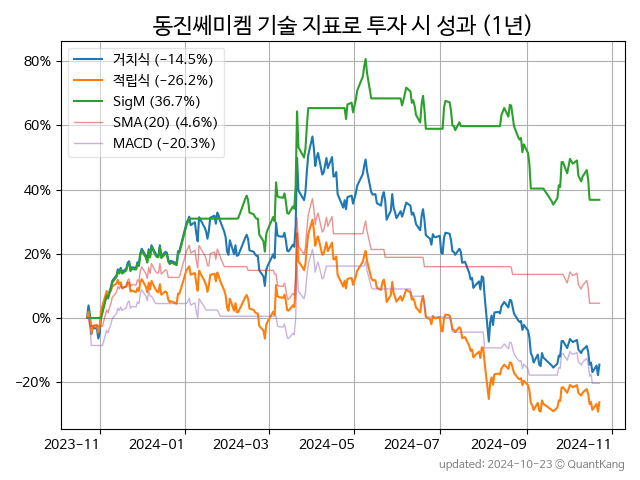 동진쎄미켐 기술 지표로 투자 시 성과 (1년)
거치식 (−14.5%)
적립식 (−26.2%)
SigM (36.7%)
SMA(20) (4.6%)
MACD (−20.3%)
80%
60%
40%
20%
0%
−20%
2023−11 2024−01 2024−03 2024−05 2024−07 2024−09 2024−11
updated: 2024-10-23 © QuantKang